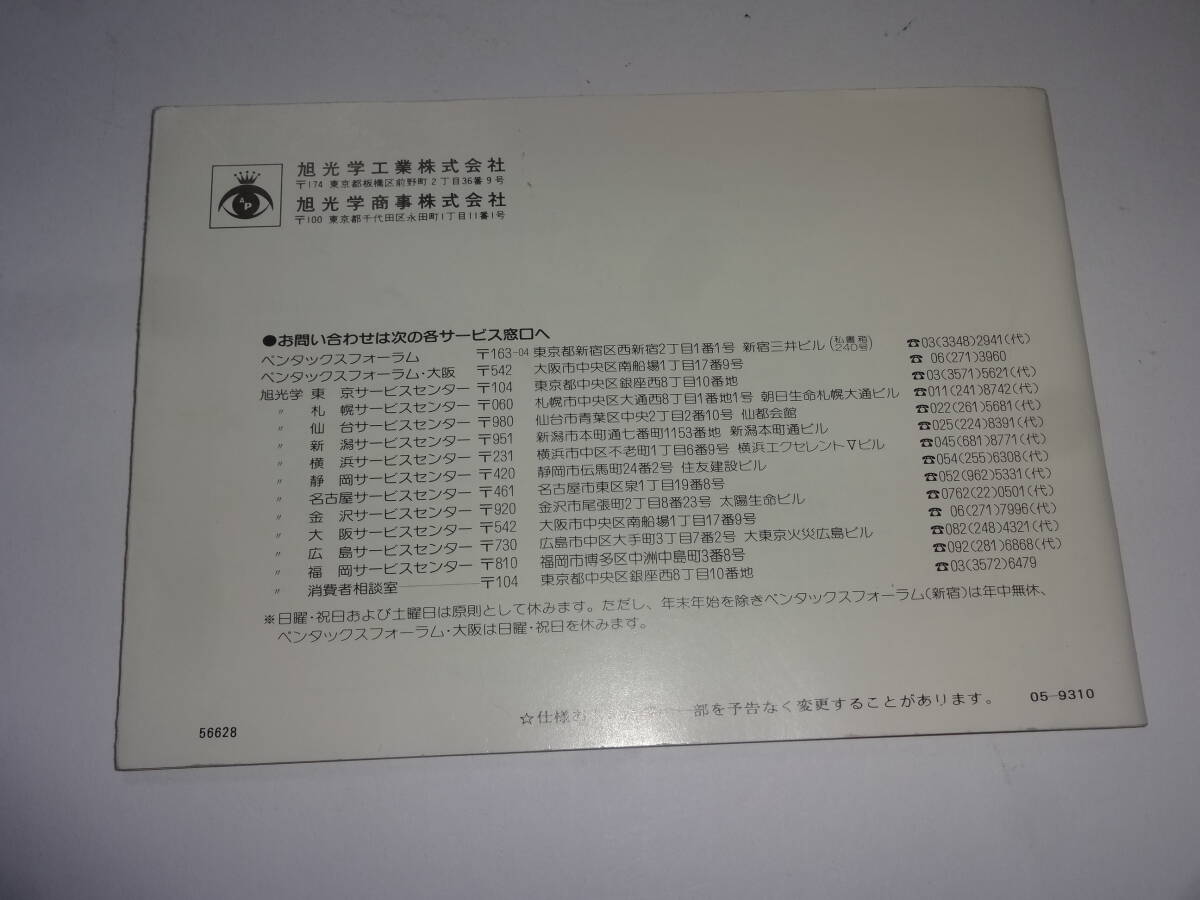 旭光学工業株式会社
〒174 東京都板橋区前野町2丁目36番9号
旭光学商事株式会社
〒100 東京都千代田区永田町1丁目11番1号
AP
●お問い合わせは次の各サービス窓口へ
ペンタックスフォーラム 〒163-04 東京都新宿区西新宿2丁目1番1号 新宿三井ビル(私書箱240号) ☎03(3348)2941(代)
ペンタックスフォーラム・大阪 〒542 大阪市中央区南船場1丁目17番9号 ☎ 06(271)3960
旭光学 東 京サービスセンター 〒104 東京都中央区銀座西8丁目10番地 ☎03(3571)5621(代)
〃 札 幌サービスセンター 〒060 札幌市中央区大通西8丁目1番地1号 朝日生命札幌大通ビル ☎011(241)8742(代)
〃 仙 台サービスセンター 〒980 仙台市青葉区中央2丁目2番10号 仙都会館 ☎022(261)5681(代)
〃 新 潟サービスセンター 〒951 新潟市本町通七番町1153番地 新潟本町通ビル ☎025(224)8391(代)
〃 横 浜サービスセンター 〒231 横浜市中区不老町1丁目6番9号 横浜エクセレントⅤビル ☎045(681)8771(代)
〃 静 岡サービスセンター 〒420 静岡市伝馬町24番2号 住友建設ビル ☎054(255)6308(代)
〃 名古屋サービスセンター 〒461 名古屋市東区泉1丁目19番8号 ☎052(962)5331(代)
〃 金 沢サービスセンター 〒920 金沢市尾張町2丁目8番23号 太陽生命ビル ☎0762(22)0501(代)
〃 大 阪サービスセンター 〒542 大阪市中央区南船場1丁目17番9号 ☎ 06(271)7996(代)
〃 広 島サービスセンター 〒730 広島市中区大手町3丁目7番2号 大東京火災広島ビル ☎082(248)4321(代)
〃 福 岡サービスセンター 〒810 福岡市博多区中洲中島町3番8号 ☎092(281)6868(代)
〃 消費者相談室 〒104 東京都中央区銀座西8丁目10番地 ☎03(3572)6479
※日曜・祝日および土曜日は原則として休みます。ただし、年末年始を除きペンタックスフォーラム(新宿)は年中無休、
ペンタックスフォーラム・大阪は日曜・祝日を休みます。
☆仕様お 部を予告なく変更することがあります。
05-9310
56628